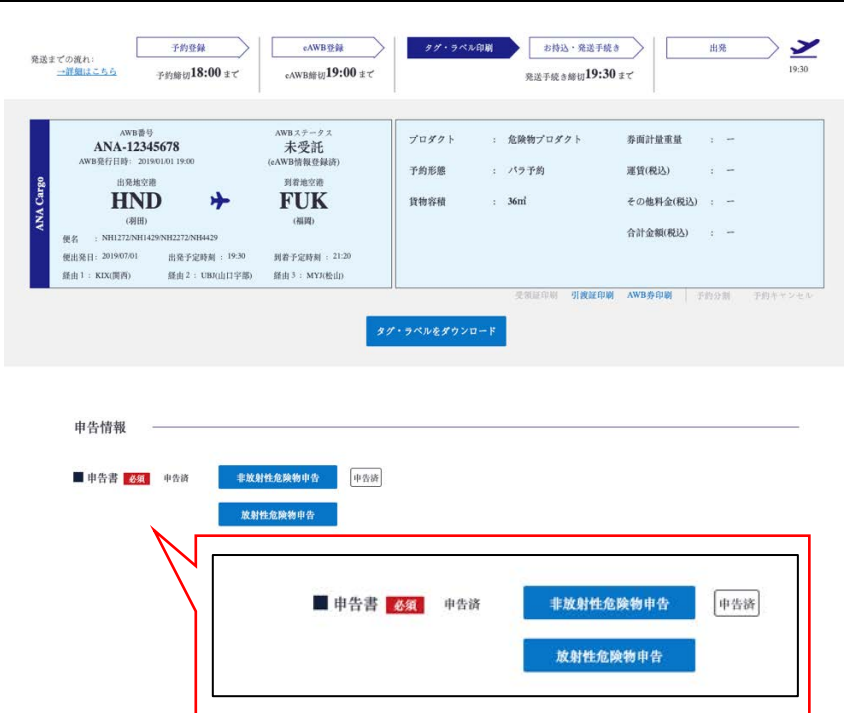 発送までの流れ:
→詳細はこちら
予約登録
予約締切18:00 まで
eAWB登録
eAWB締切19:00 まで
タグ・ラベル印刷
お持込・発送手続き
発送手続き締切19:30 まで
出発
19:30
ANA Cargo
AWB番号
ANA-12345678
AWB発行日時: 2019/01/01 19:00
AWBステータス
未受託
(eAWB情報登録済)
出発地空港
HND
(羽田)
到着地空港
FUK
(福岡)
便名 : NH1272/NH1429/NH2272/NH4429
便出発日: 2019/07/01 出発予定時刻 : 19:30 到着予定時刻 : 21:20
経由 1 : KIX(関西) 経由 2 : UBJ(山口宇部) 経由 3 : MYJ(松山)
プロダクト : 危険物プロダクト
予約形態 : バラ予約
貨物容積 : 36㎥
券面計量重量 : ー
運賃(税込) : ー
その他料金(税込) : ー
合計金額(税込) : ー
受領証印刷 引渡証印刷 AWB券印刷 予約分割 予約キャンセル
タグ・ラベルをダウンロード
申告情報
■ 申告書 必須 申告済 非放射性危険物申告 申告済
放射性危険物申告
■ 申告書 必須 申告済 非放射性危険物申告 申告済
放射性危険物申告